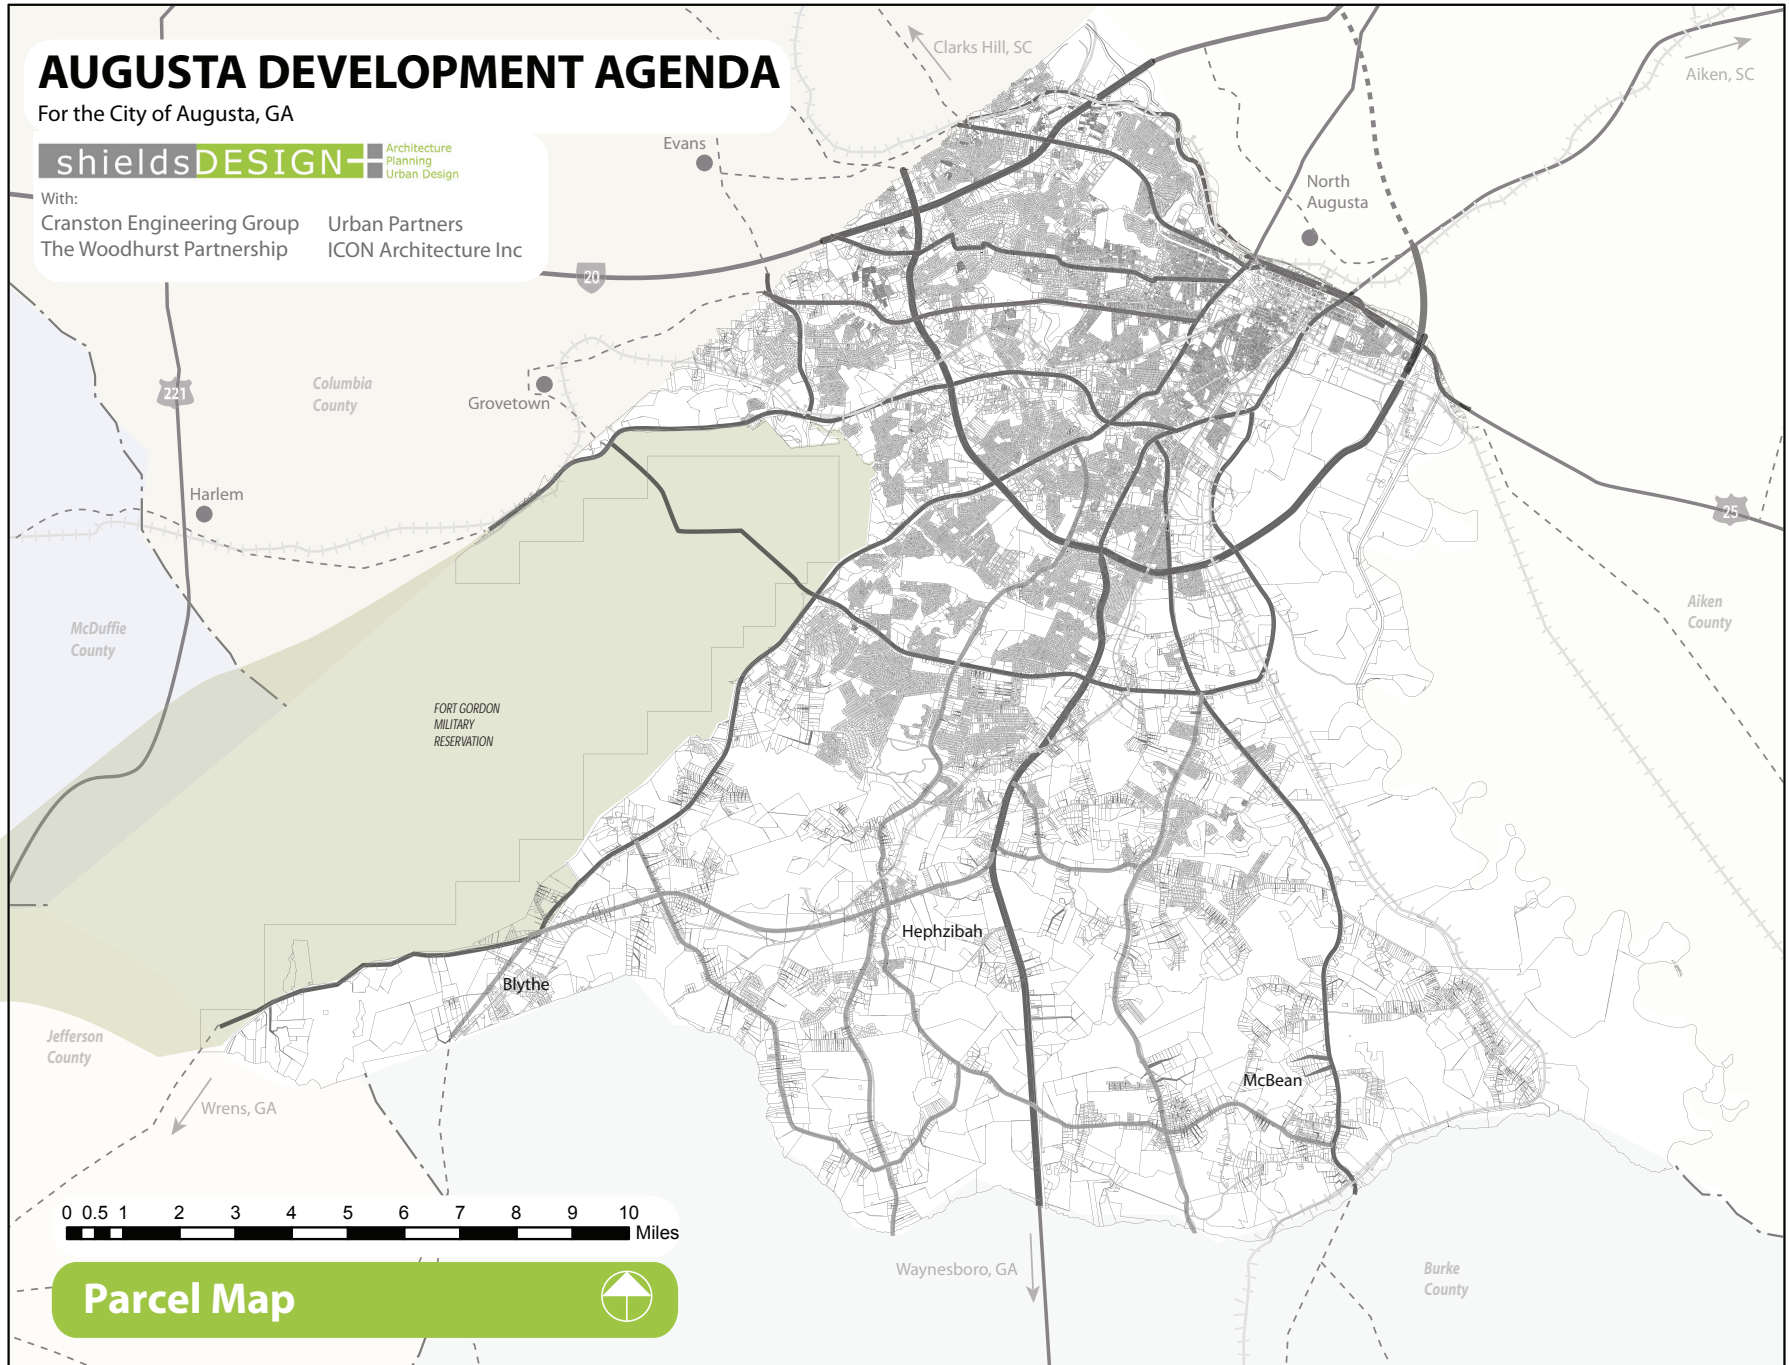 AUGUSTA DEVELOPMENT AGENDA
For the City of Augusta, GA
shieldsDESIGN
Architecture
Planning
Urban Design
With:
Cranston Engineering Group
The Woodhurst Partnership
Urban Partners
ICON Architecture Inc
Clarks Hill, SC
Aiken, SC
Evans
North
Augusta
20
221
Columbia
County
Grovetown
Harlem
25
McDuffie
County
Aiken
County
FORT GORDON
MILITARY
RESERVATION
Hephzibah
Blythe
Jefferson
County
McBean
Wrens, GA
0 0.5 1 2 3 4 5 6 7 8 9 10
Miles
Waynesboro, GA
Burke
County
Parcel Map